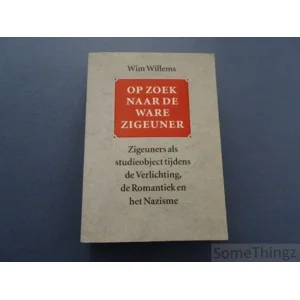 Wim Willems
OP ZOEK
NAAR DE
WARE
ZIGEUNER
Zigeuners als
studieobject tijdens
de Verlichting,
de Romantiek en
het Nazisme
SomeThingz